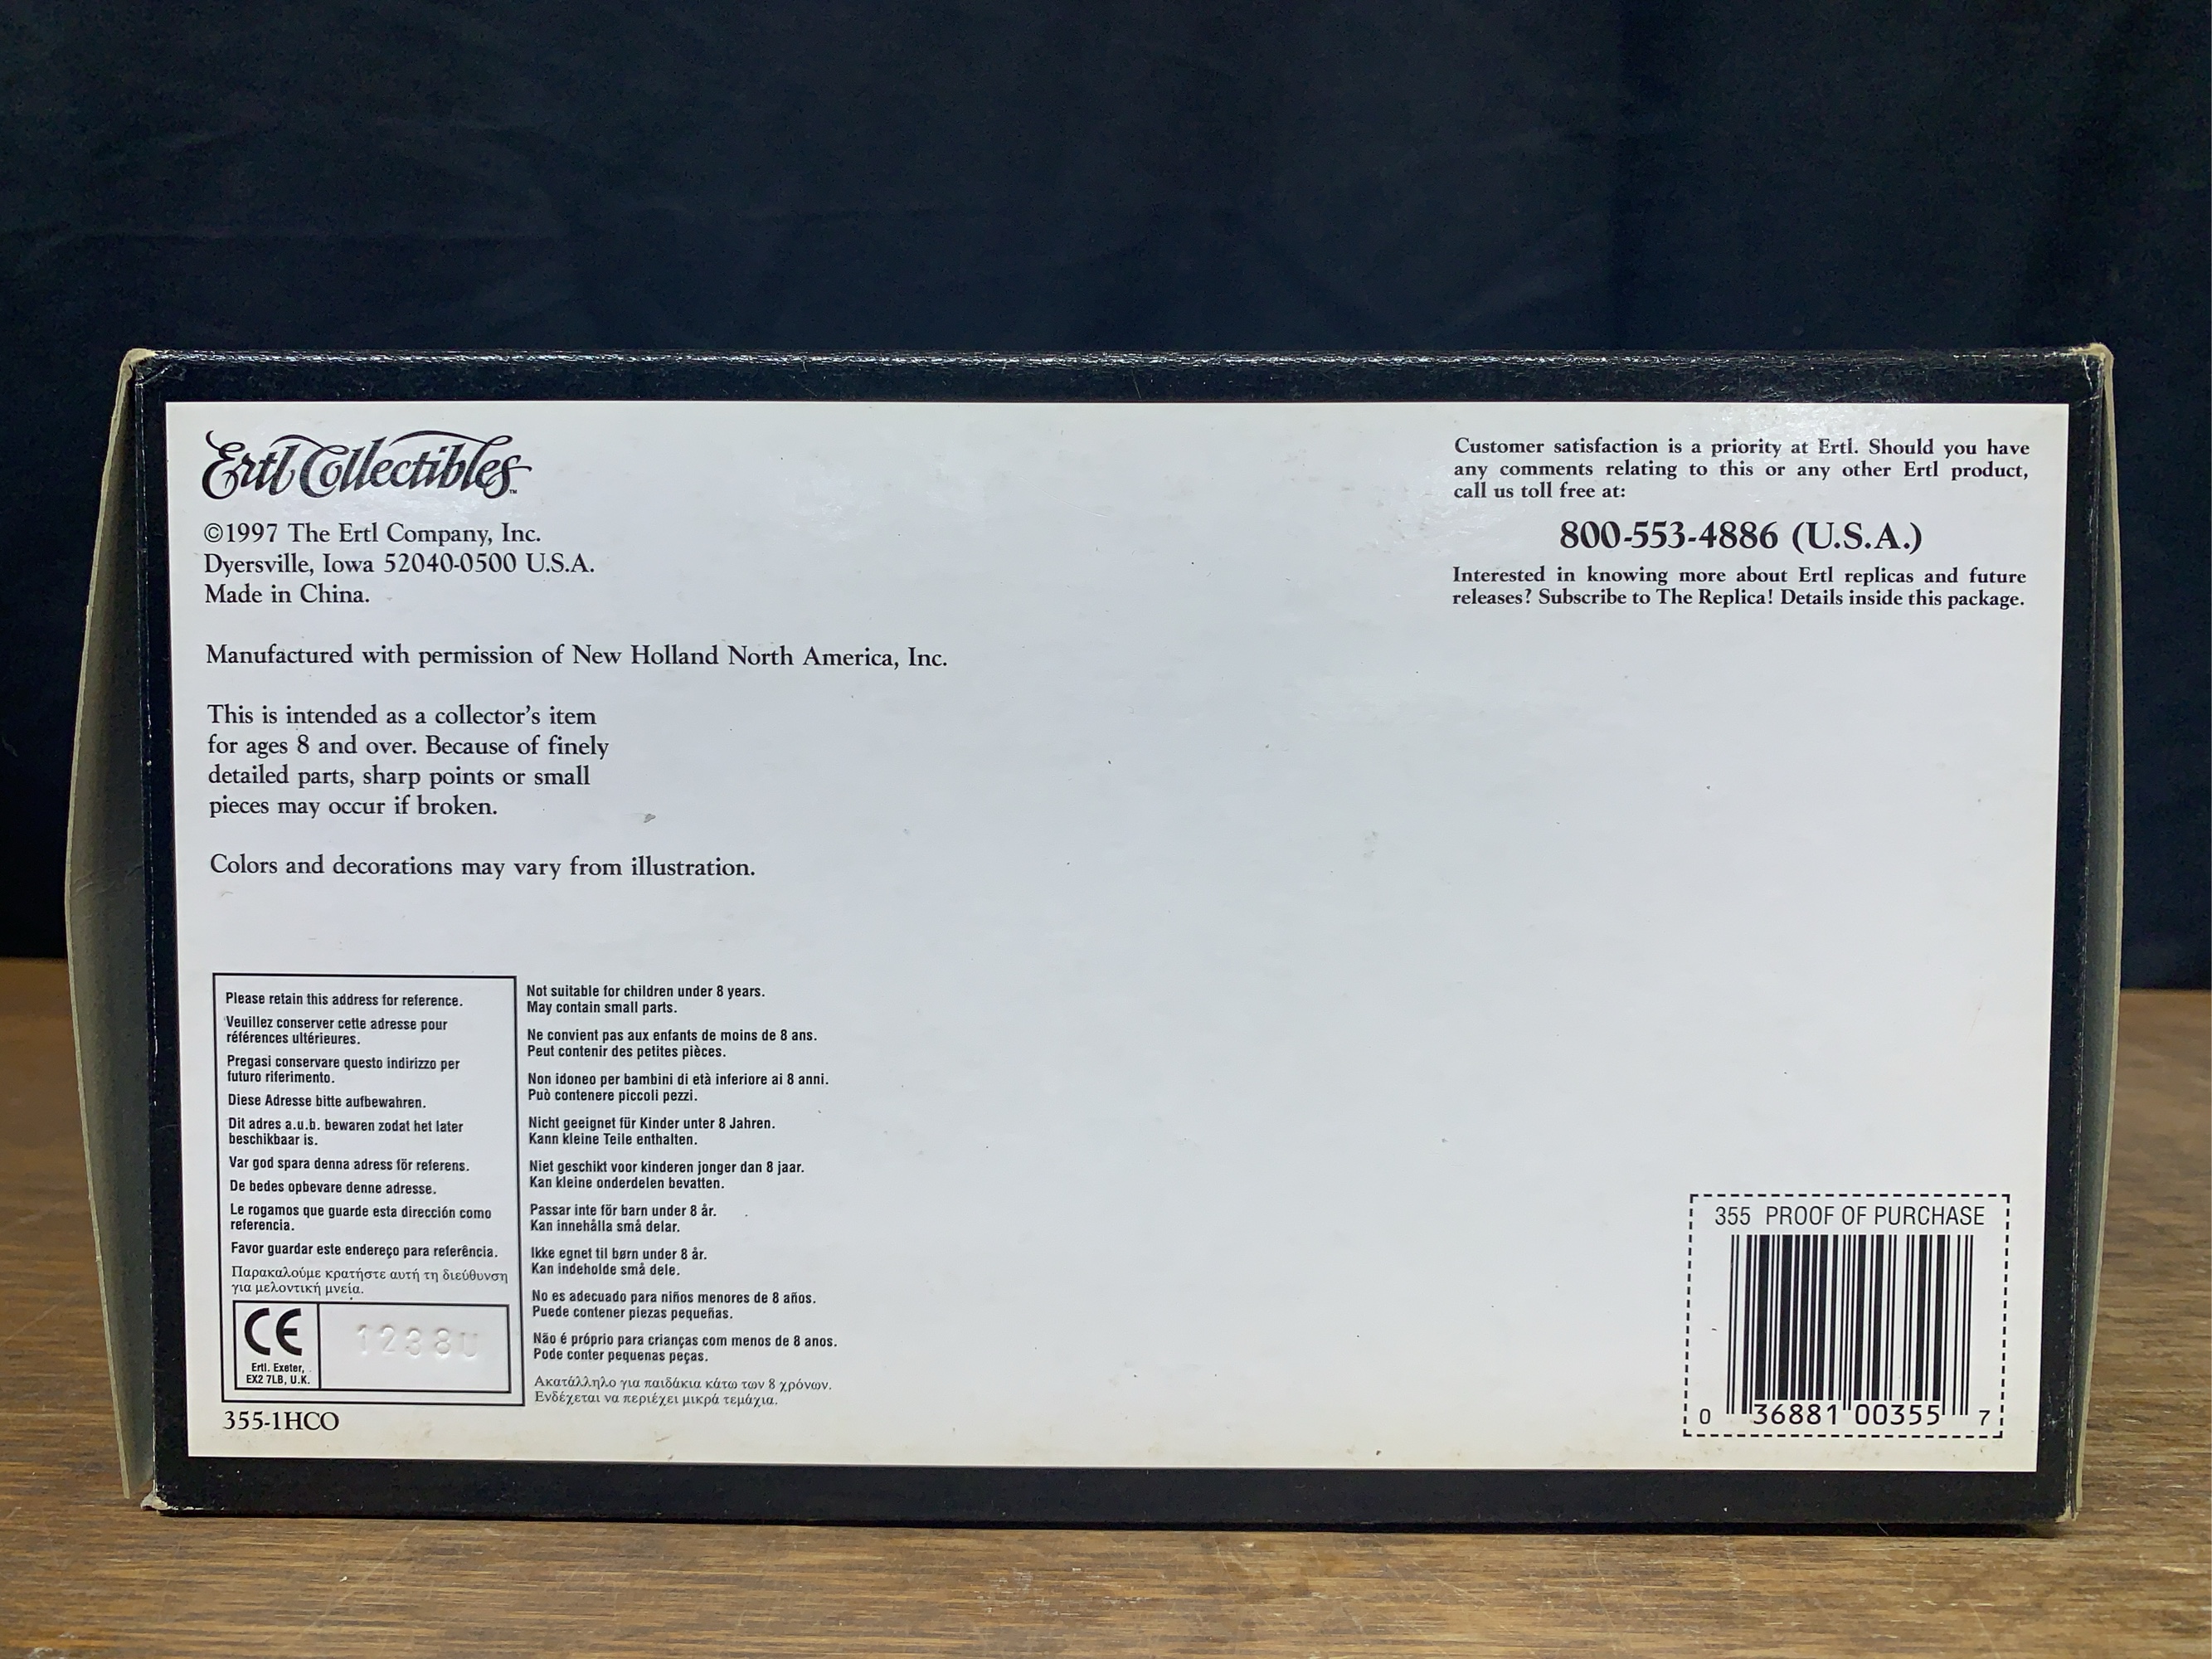 Ertl Collectibles™
©1997 The Ertl Company, Inc.
Dyersville, Iowa 52040-0500 U.S.A.
Made in China.
Manufactured with permission of New Holland North America, Inc.
This is intended as a collector's item
for ages 8 and over. Because of finely
detailed parts, sharp points or small
pieces may occur if broken.
Colors and decorations may vary from illustration.
Customer satisfaction is a priority at Ertl. Should you have
any comments relating to this or any other Ertl product,
call us toll free at:
800-553-4886 (U.S.A.)
Interested in knowing more about Ertl replicas and future
releases? Subscribe to The Replica! Details inside this package.
Please retain this address for reference.
Veuillez conserver cette adresse pour
références ultérieures.
Pregasi conservare questo indirizzo per
futuro riferimento.
Diese Adresse bitte aufbewahren.
Dit adres a.u.b. bewaren zodat het later
beschikbaar is.
Var god spara denna adress för referens.
De bedes opbevare denne adresse.
Le rogamos que guarde esta dirección como
referencia.
Favor guardar este endereço para referência.
Παρακαλούμε κρατήστε αυτή τη διεύθυνση
για μελοντική μνεία.
CE
Ertl. Exeter,
EX2 7LB, U.K.
1238U
355-1HCO
Not suitable for children under 8 years.
May contain small parts.
Ne convient pas aux enfants de moins de 8 ans.
Peut contenir des petites pièces.
Non idoneo per bambini di età inferiore ai 8 anni.
Può contenere piccoli pezzi.
Nicht geeignet für Kinder unter 8 Jahren.
Kann kleine Teile enthalten.
Niet geschikt voor kinderen jonger dan 8 jaar.
Kan kleine onderdelen bevatten.
Passar inte för barn under 8 år.
Kan innehålla små delar.
Ikke egnet til børn under 8 år.
Kan indeholde små dele.
No es adecuado para niños menores de 8 años.
Puede contener piezas pequeñas.
Não é próprio para crianças com menos de 8 anos.
Pode conter pequenas peças.
Ακατάλληλο για παιδάκια κάτω των 8 χρόνων.
Ενδέχεται να περιέχει μικρά τεμάχια.
355 PROOF OF PURCHASE
0 36881 00355 7